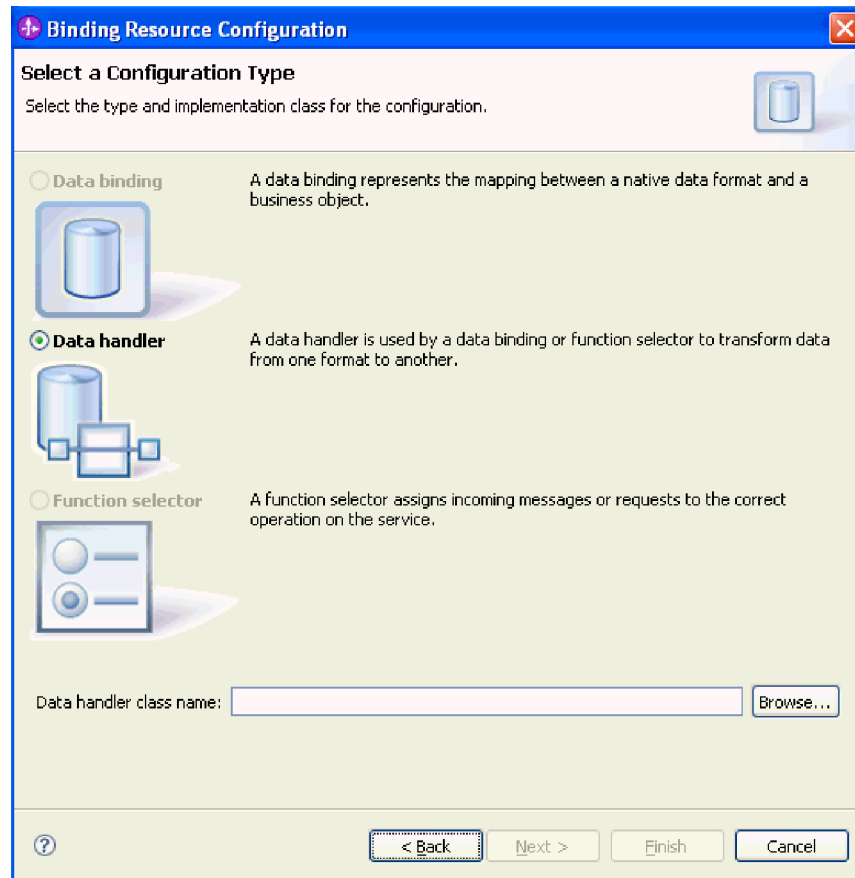 Binding Resource Configuration
Select a Configuration Type
Select the type and implementation class for the configuration.
Data binding
A data binding represents the mapping between a native data format and a
business object.
Data handler
A data handler is used by a data binding or function selector to transform data
from one format to another.
Function selector
A function selector assigns incoming messages or requests to the correct
operation on the service.
Data handler class name:
Browse...
?
< Back
Next >
Finish
Cancel